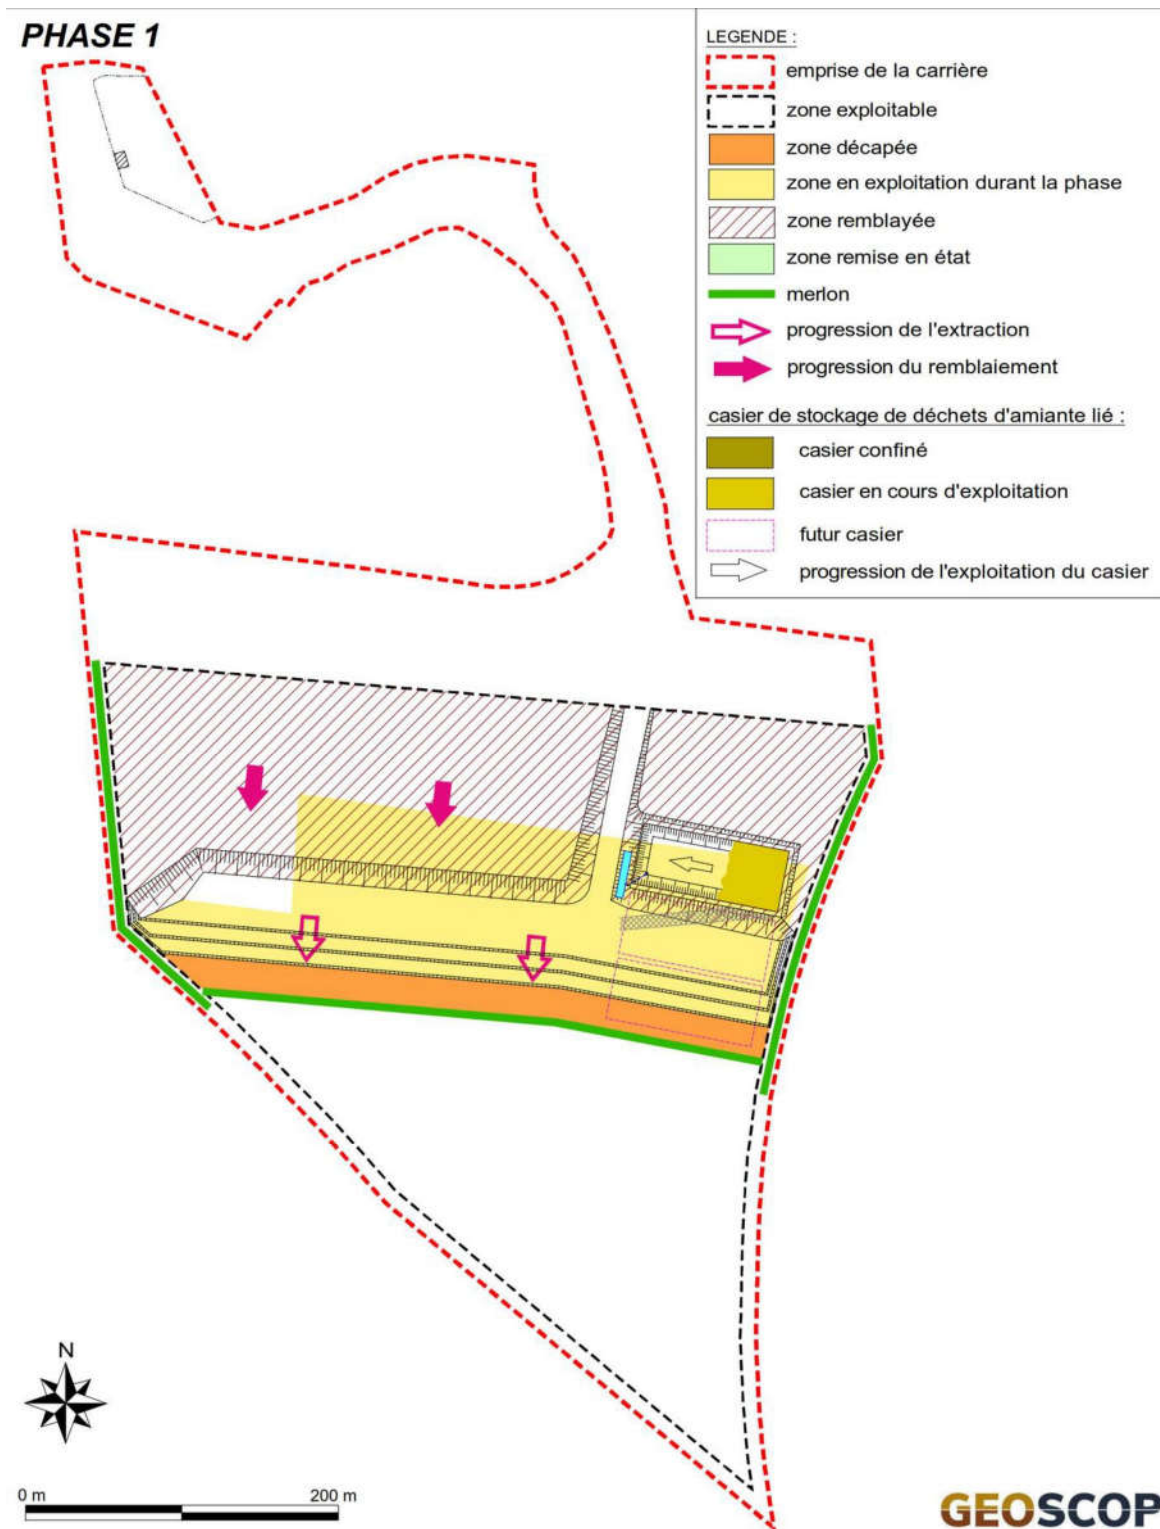 PHASE 1
LEGENDE :
emprise de la carrière
zone exploitable
zone décapée
zone en exploitation durant la phase
zone remblayée
zone remise en état
merlon
progression de l'extraction
progression du remblaiement
casier de stockage de déchets d'amiante lié :
casier confiné
casier en cours d'exploitation
futur casier
progression de l'exploitation du casier
N
0 m 200 m
GEOSCOP